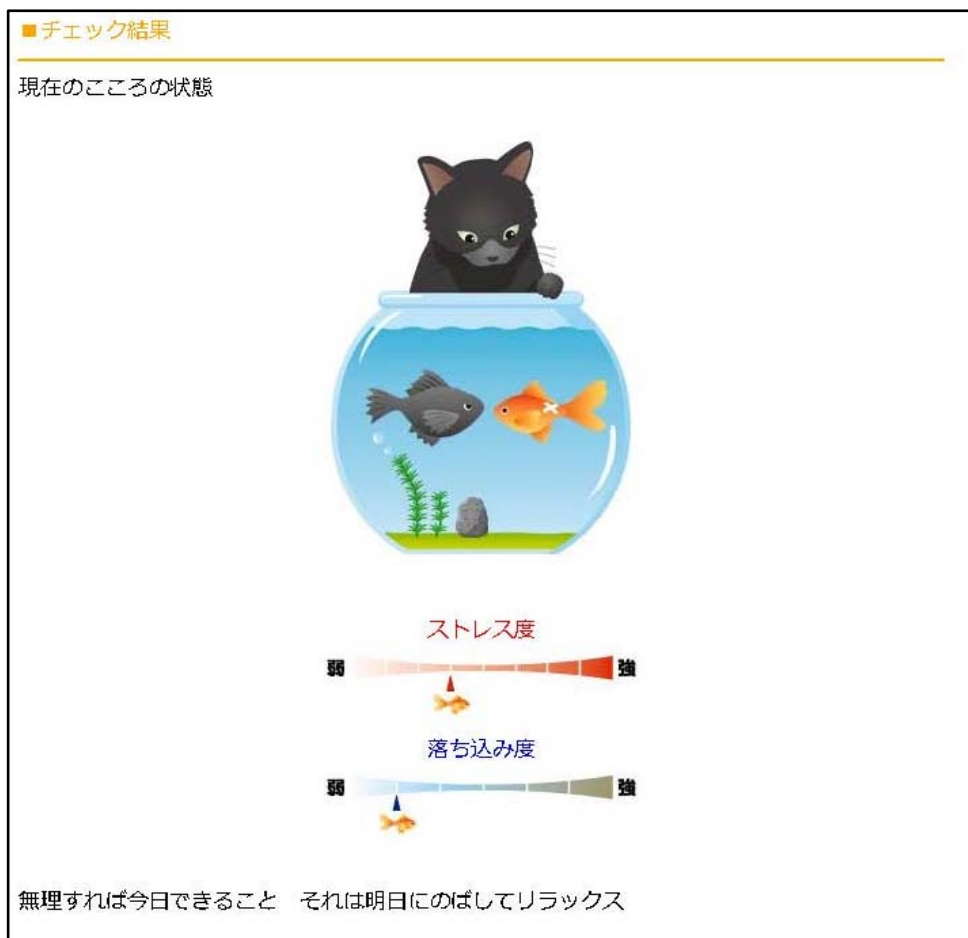 ■チェック結果
現在のこころの状態
ストレス度
弱 強
落ち込み度
弱 強
無理すれば今日できること　それは明日にのばしてリラックス